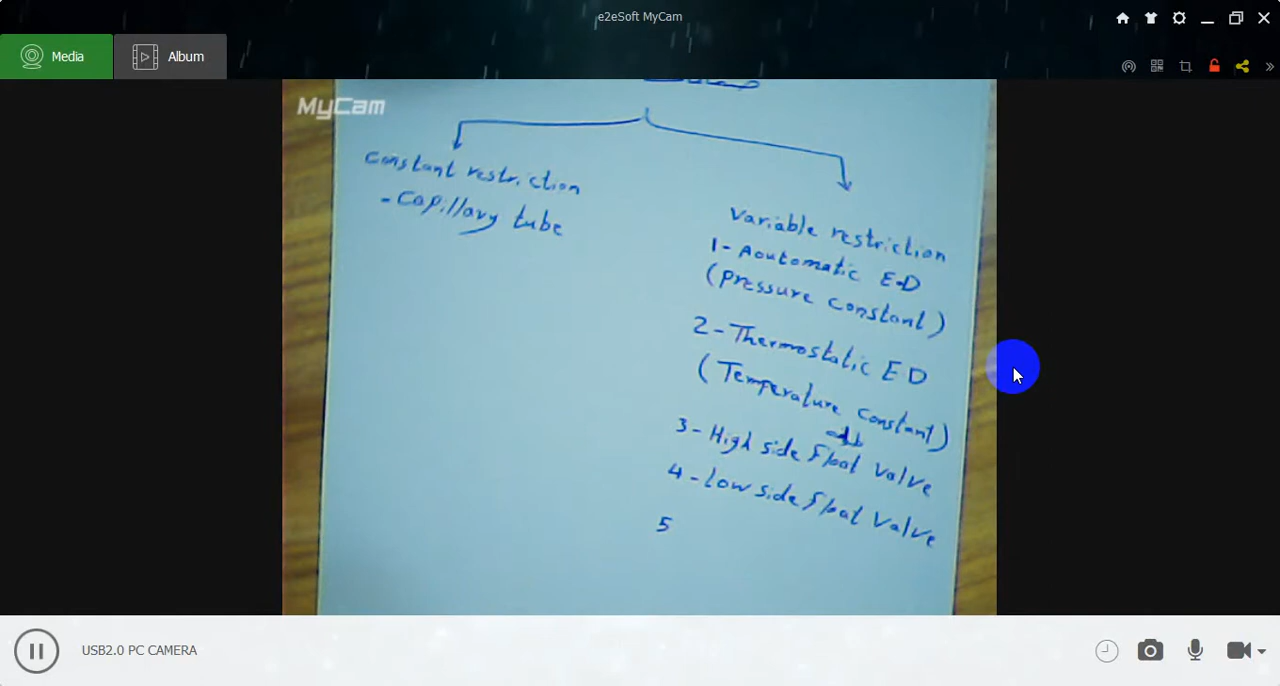 e2eSoft MyCam
Media
Album
MyCam
Constant restriction
- Capillary tube
Variable restriction
1 - Aoutomatic E.D
(Pressure constant)
2 - Thermostatic ED
(Temperature constant)
3 - High side float valve
4 - Low side float valve
5
USB2.0 PC CAMERA